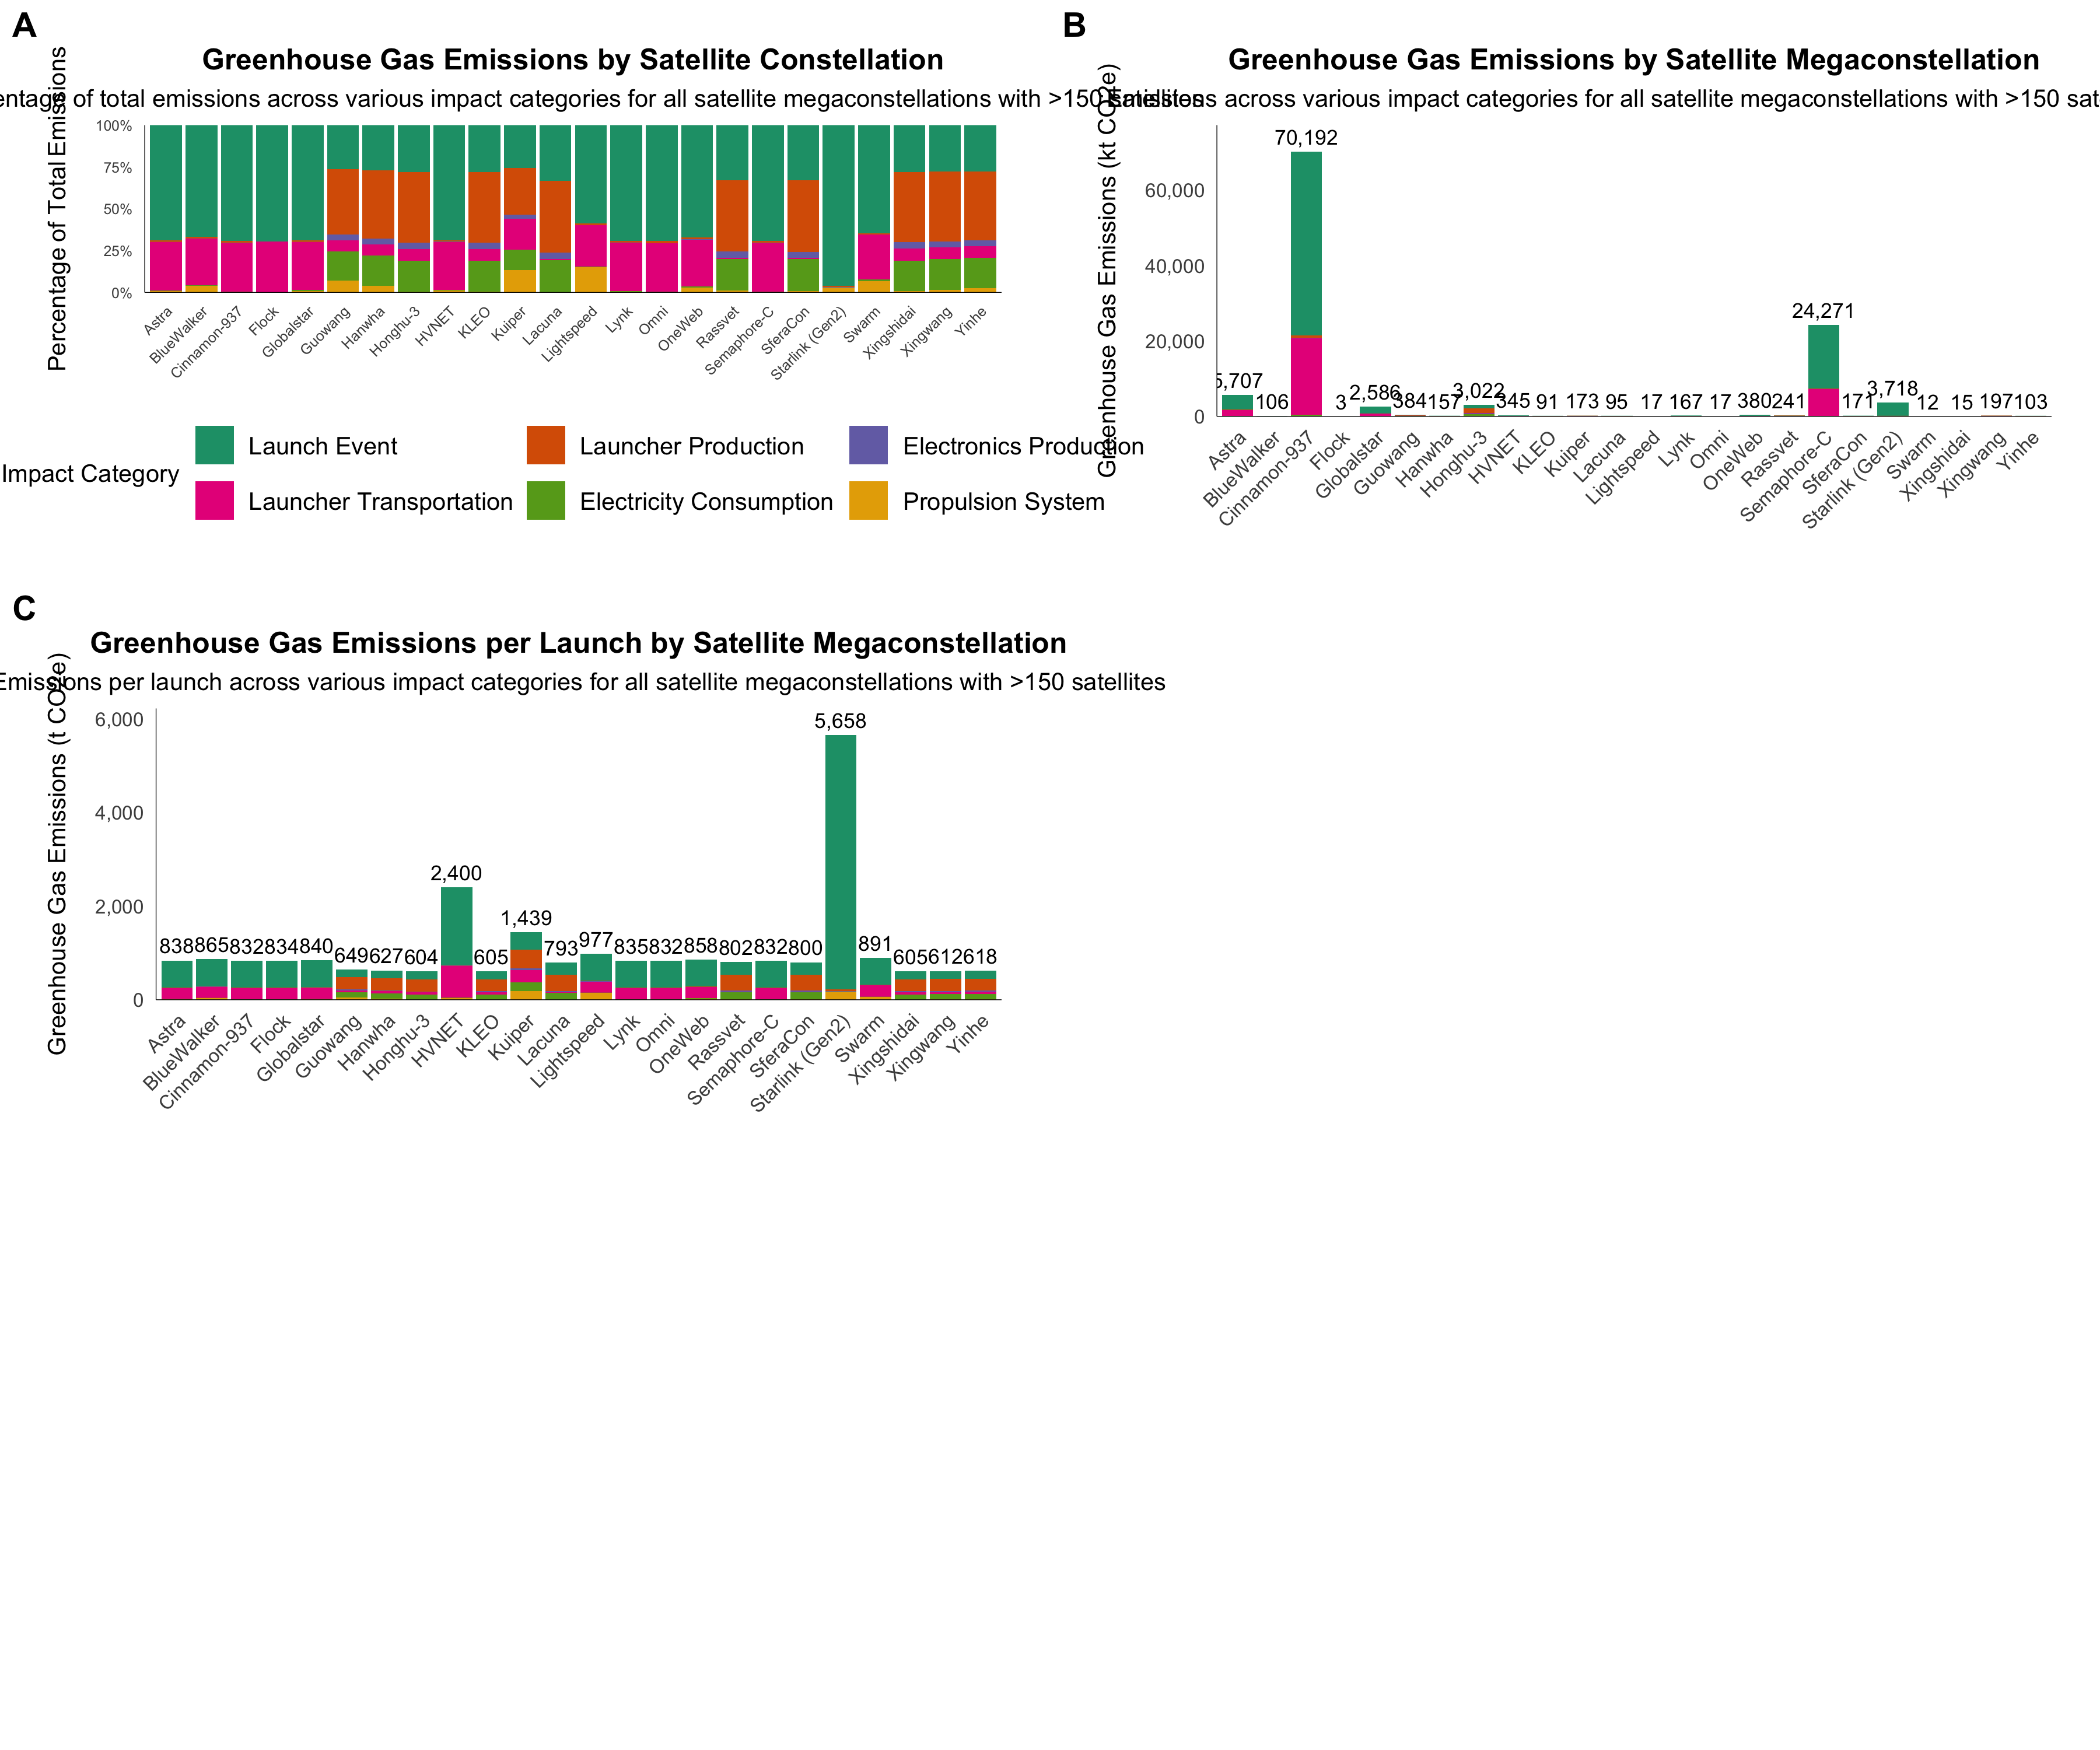 A
Greenhouse Gas Emissions by Satellite Constellation
entage of total emissions across various impact categories for all satellite megaconstellations with >150 satellites
Percentage of Total Emissions
100%
75%
50%
25%
0%
Astra
BlueWalker
Cinnamon-937
Flock
Globalstar
Guowang
Hanwha
Honghu-3
HVNET
KLEO
Kuiper
Lacuna
Lightspeed
Lynk
Omni
OneWeb
Rassvet
Semaphore-C
SferaCon
Starlink (Gen2)
Swarm
Xingshidai
Xingwang
Yinhe
Impact Category
Launch Event
Launcher Production
Electronics Production
Launcher Transportation
Electricity Consumption
Propulsion System
B
Greenhouse Gas Emissions by Satellite Megaconstellation
Emissions across various impact categories for all satellite megaconstellations with >150 sat
Greenhouse Gas Emissions (kt CO2e)
60,000
40,000
20,000
0
5,707
106
70,192
3
2,586
384
157
3,022
345
91
173
95
17
167
17
380
241
24,271
171
3,718
12
15
197
103
Astra
BlueWalker
Cinnamon-937
Flock
Globalstar
Guowang
Hanwha
Honghu-3
HVNET
KLEO
Kuiper
Lacuna
Lightspeed
Lynk
Omni
OneWeb
Rassvet
Semaphore-C
SferaCon
Starlink (Gen2)
Swarm
Xingshidai
Xingwang
Yinhe
C
Greenhouse Gas Emissions per Launch by Satellite Megaconstellation
Emissions per launch across various impact categories for all satellite megaconstellations with >150 satellites
Greenhouse Gas Emissions (t CO2e)
6,000
4,000
2,000
0
838
865
832
834
840
649
627
604
2,400
605
1,439
793
977
835
832
858
802
832
800
5,658
891
605
612
618
Astra
BlueWalker
Cinnamon-937
Flock
Globalstar
Guowang
Hanwha
Honghu-3
HVNET
KLEO
Kuiper
Lacuna
Lightspeed
Lynk
Omni
OneWeb
Rassvet
Semaphore-C
SferaCon
Starlink (Gen2)
Swarm
Xingshidai
Xingwang
Yinhe